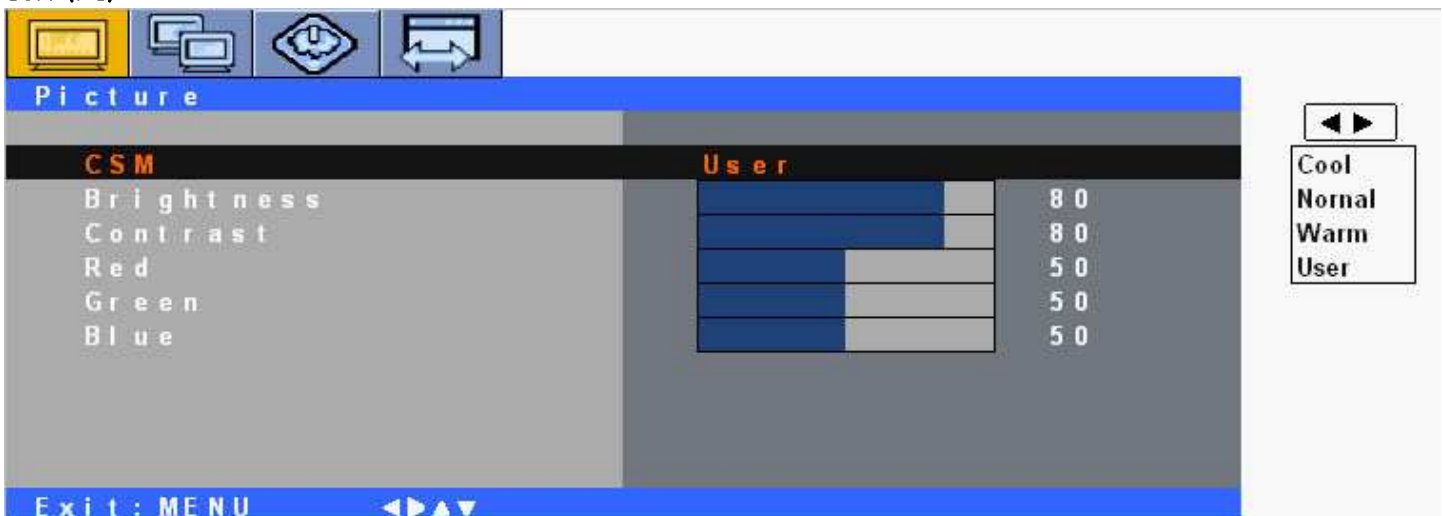 Picture
CSM User
Cool
Brightness 80
Nornal
Contrast 80
Warm
Red 50
User
Green 50
Blue 50
Exit: MENU ◀▶▲▼